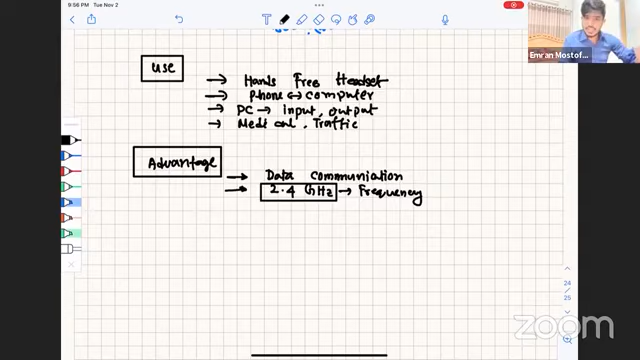 9:56 PM Tue Nov 2
use
→ Hands Free Headset
→ Phone ↔ computer
→ PC → input, output
→ Medical, Traffic
Advantage
→ Data Communiation
→ 2.4 GHz → Frequency
Emran Mostof...
24
/
25
zoom